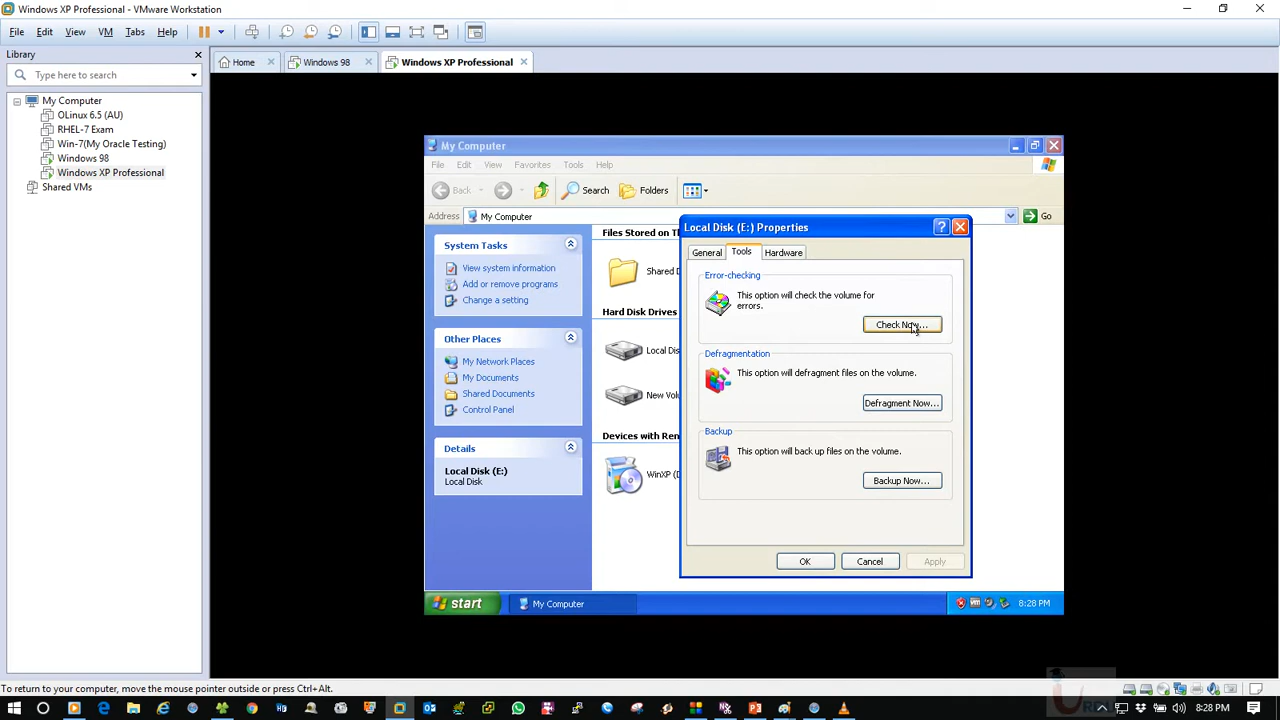 Windows XP Professional - VMware Workstation
File Edit View VM Tabs Help
Library
Type here to search
Home
Windows 98
Windows XP Professional
My Computer
OLinux 6.5 (AU)
RHEL-7 Exam
Win-7(My Oracle Testing)
Windows 98
Windows XP Professional
Shared VMs
My Computer
File Edit View Favorites Tools Help
Back Search Folders
Address My Computer Go
System Tasks
View system information
Add or remove programs
Change a setting
Other Places
My Network Places
My Documents
Shared Documents
Control Panel
Details
Local Disk (E:)
Local Disk
Files Stored on Th
Shared D
Hard Disk Drives
Local Dis
New Volu
Devices with Ren
WinXP (D
Local Disk (E:) Properties
General Tools Hardware
Error-checking
This option will check the volume for
errors.
Check Now...
Defragmentation
This option will defragment files on the volume.
Defragment Now...
Backup
This option will back up files on the volume.
Backup Now...
OK Cancel Apply
start My Computer 8:28 PM
To return to your computer, move the mouse pointer outside or press Ctrl+Alt.
8:28 PM